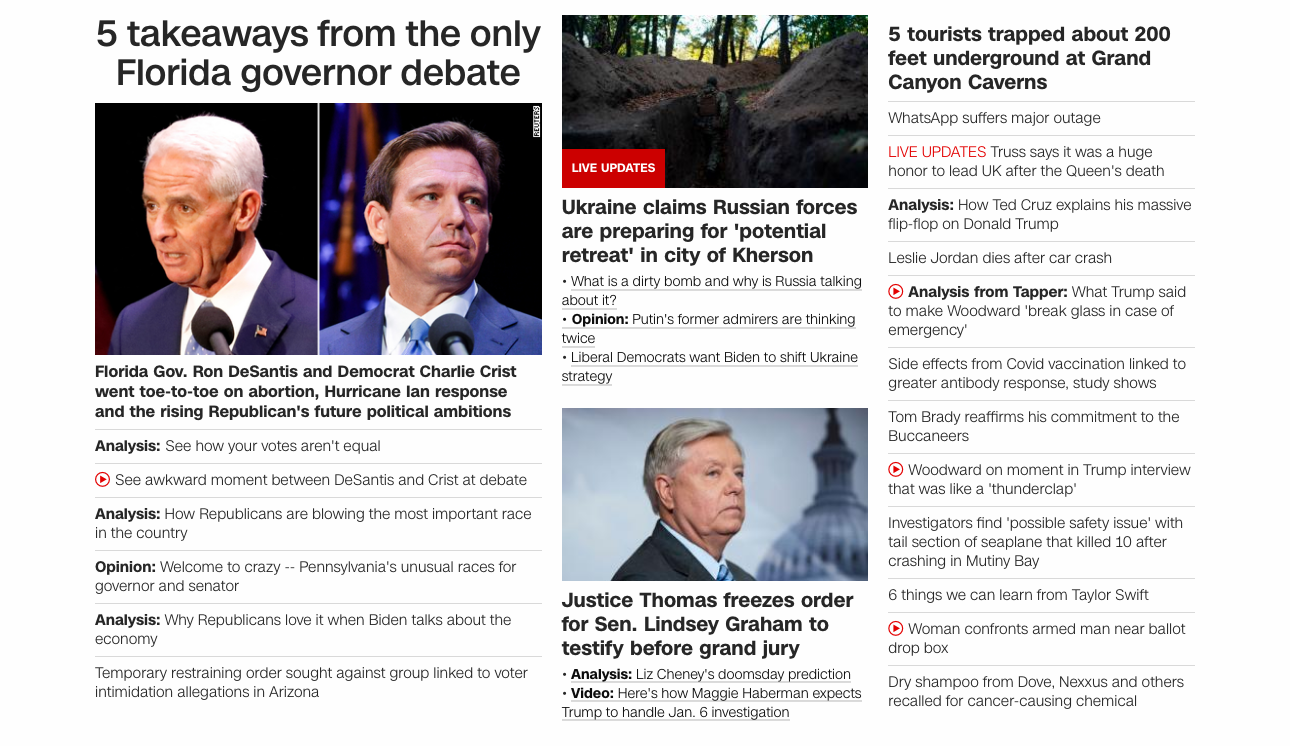 5 takeaways from the only
Florida governor debate
REUTERS
Florida Gov. Ron DeSantis and Democrat Charlie Crist
went toe-to-toe on abortion, Hurricane Ian response
and the rising Republican's future political ambitions
Analysis: See how your votes aren't equal
See awkward moment between DeSantis and Crist at debate
Analysis: How Republicans are blowing the most important race
in the country
Opinion: Welcome to crazy -- Pennsylvania's unusual races for
governor and senator
Analysis: Why Republicans love it when Biden talks about the
economy
Temporary restraining order sought against group linked to voter
intimidation allegations in Arizona
LIVE UPDATES
Ukraine claims Russian forces
are preparing for 'potential
retreat' in city of Kherson
• What is a dirty bomb and why is Russia talking
about it?
• Opinion: Putin's former admirers are thinking
twice
• Liberal Democrats want Biden to shift Ukraine
strategy
Justice Thomas freezes order
for Sen. Lindsey Graham to
testify before grand jury
• Analysis: Liz Cheney's doomsday prediction
• Video: Here's how Maggie Haberman expects
Trump to handle Jan. 6 investigation
5 tourists trapped about 200
feet underground at Grand
Canyon Caverns
WhatsApp suffers major outage
LIVE UPDATES Truss says it was a huge
honor to lead UK after the Queen's death
Analysis: How Ted Cruz explains his massive
flip-flop on Donald Trump
Leslie Jordan dies after car crash
Analysis from Tapper: What Trump said
to make Woodward 'break glass in case of
emergency'
Side effects from Covid vaccination linked to
greater antibody response, study shows
Tom Brady reaffirms his commitment to the
Buccaneers
Woodward on moment in Trump interview
that was like a 'thunderclap'
Investigators find 'possible safety issue' with
tail section of seaplane that killed 10 after
crashing in Mutiny Bay
6 things we can learn from Taylor Swift
Woman confronts armed man near ballot
drop box
Dry shampoo from Dove, Nexxus and others
recalled for cancer-causing chemical